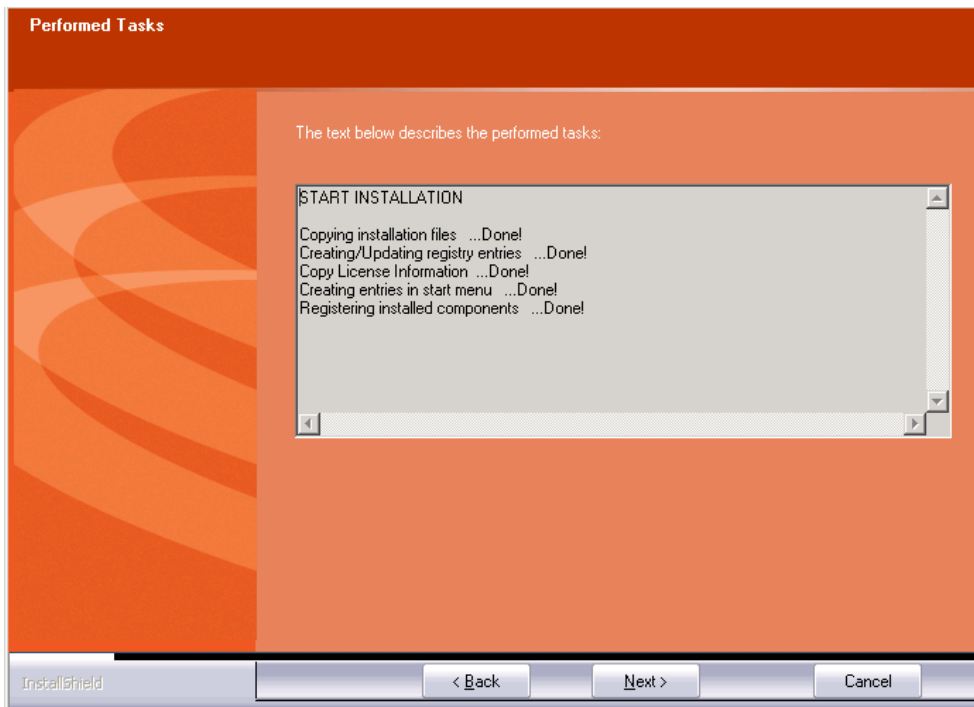 Performed Tasks
The text below describes the performed tasks:
START INSTALLATION
Copying installation files ...Done!
Creating/Updating registry entries ...Done!
Copy License Information ...Done!
Creating entries in start menu ...Done!
Registering installed components ...Done!
InstallShield
< Back
Next >
Cancel